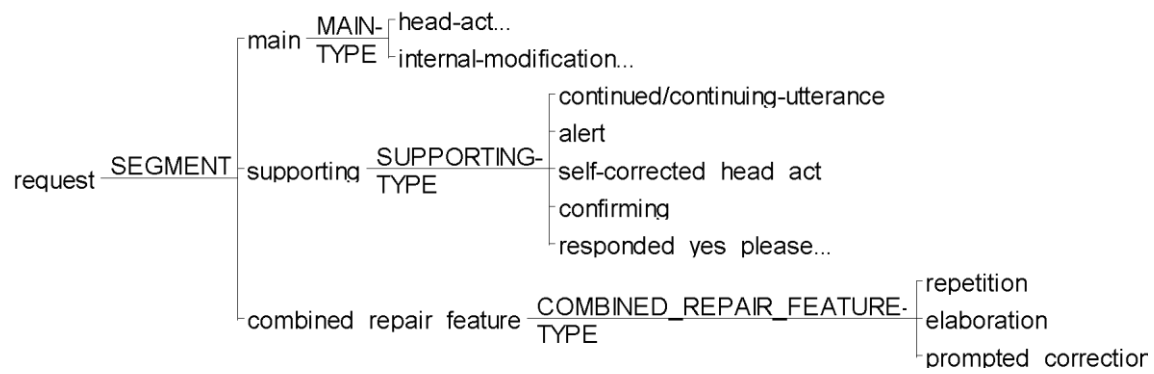 head-act...
main MAIN-
TYPE
internal-modification...
continued/continuing-utterance
alert
request SEGMENT supporting SUPPORTING-
TYPE
self-corrected head act
confirming
responded yes please...
repetition
combined repair feature COMBINED_REPAIR_FEATURE-
TYPE
elaboration
prompted correction